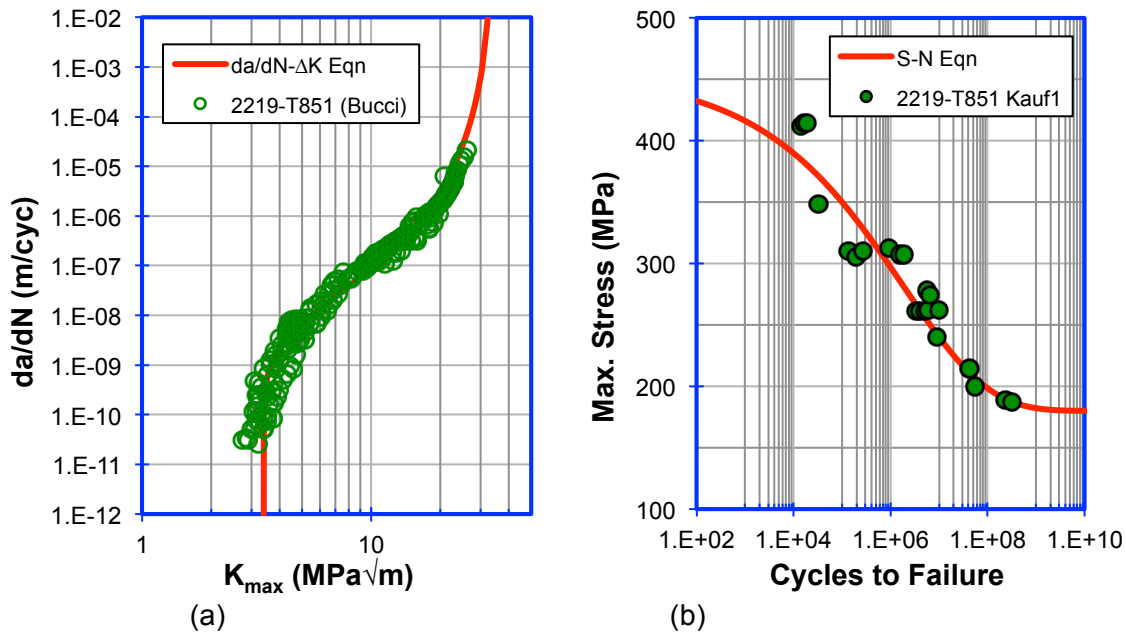 1.E-02
1.E-03
1.E-04
1.E-05
1.E-06
1.E-07
1.E-08
1.E-09
1.E-10
1.E-11
1.E-12
da/dN (m/cyc)
da/dN-ΔK Eqn
2219-T851 (Bucci)
1 10
Kmax (MPa√m)
(a)
500
400
300
200
100
Max. Stress (MPa)
S-N Eqn
2219-T851 Kauf1
1.E+02 1.E+04 1.E+06 1.E+08 1.E+10
Cycles to Failure
(b)